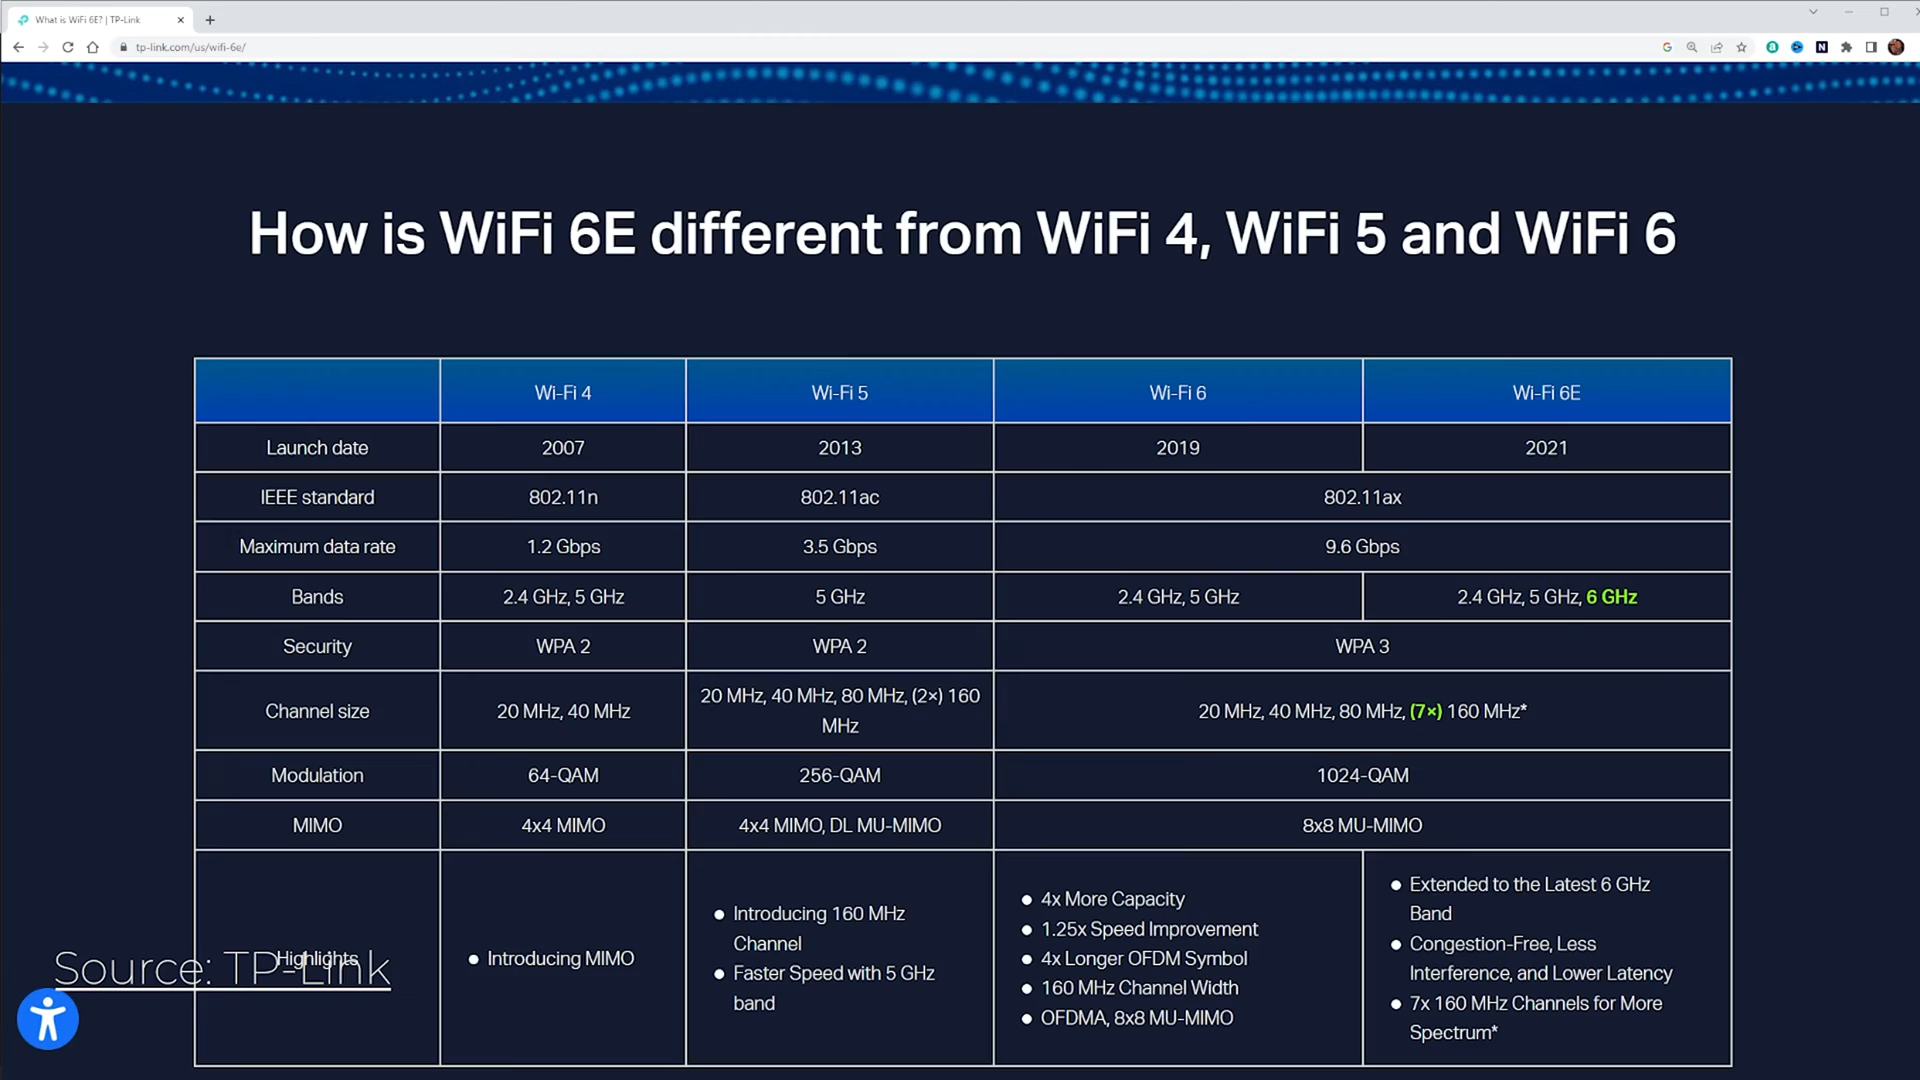 What is WiFi 6E? | TP-Link
tp-link.com/us/wifi-6e/
How is WiFi 6E different from WiFi 4, WiFi 5 and WiFi 6
Wi-Fi 4 Wi-Fi 5 Wi-Fi 6 Wi-Fi 6E
Launch date 2007 2013 2019 2021
IEEE standard 802.11n 802.11ac 802.11ax
Maximum data rate 1.2 Gbps 3.5 Gbps 9.6 Gbps
Bands 2.4 GHz, 5 GHz 5 GHz 2.4 GHz, 5 GHz 2.4 GHz, 5 GHz, 6 GHz
Security WPA 2 WPA 2 WPA 3
Channel size 20 MHz, 40 MHz 20 MHz, 40 MHz, 80 MHz, (2×) 160
MHz 20 MHz, 40 MHz, 80 MHz, (7×) 160 MHz*
Modulation 64-QAM 256-QAM 1024-QAM
MIMO 4x4 MIMO 4x4 MIMO, DL MU-MIMO 8x8 MU-MIMO
Highlights
Introducing MIMO
Introducing 160 MHz
Channel
Faster Speed with 5 GHz
band
4x More Capacity
1.25x Speed Improvement
4x Longer OFDM Symbol
160 MHz Channel Width
OFDMA, 8x8 MU-MIMO
Extended to the Latest 6 GHz
Band
Congestion-Free, Less
Interference, and Lower Latency
7x 160 MHz Channels for More
Spectrum*
Source: TP-Link